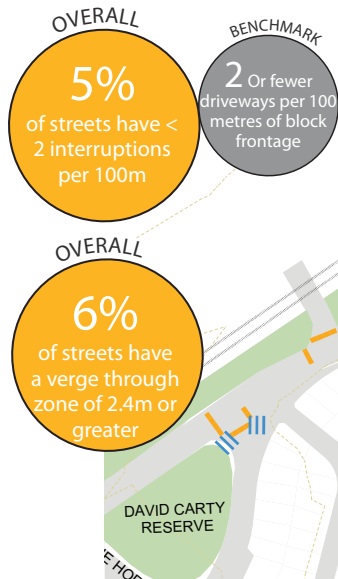 OVERALL
5%
of streets have <
2 interruptions
per 100m
BENCHMARK
2 Or fewer
driveways per 100
metres of block
frontage
OVERALL
6%
of streets have
a verge through
zone of 2.4m or
greater
DAVID CARTY
RESERVE